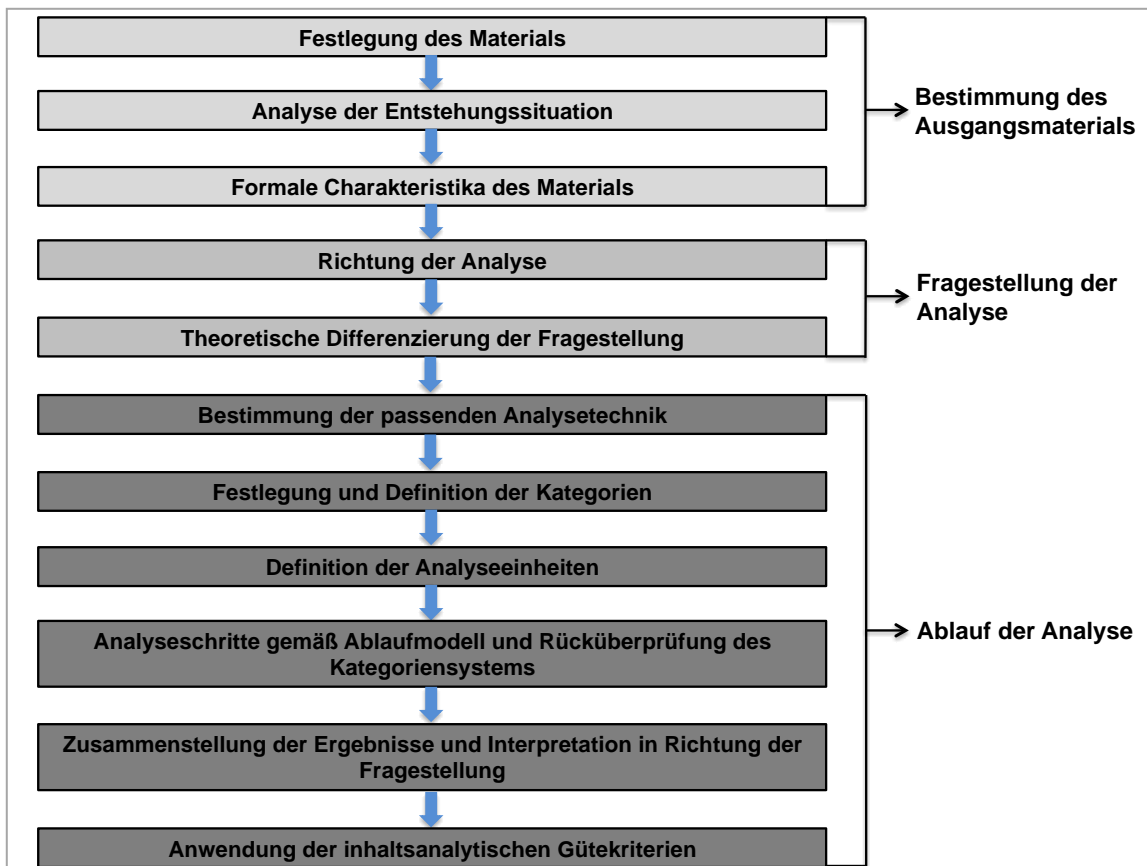 Festlegung des Materials
Analyse der Entstehungssituation
Formale Charakteristika des Materials
Bestimmung des
Ausgangsmaterials
Richtung der Analyse
Theoretische Differenzierung der Fragestellung
Fragestellung der
Analyse
Bestimmung der passenden Analysetechnik
Festlegung und Definition der Kategorien
Definition der Analyseeinheiten
Analyseschritte gemäß Ablaufmodell und Rücküberprüfung des
Kategoriensystems
Zusammenstellung der Ergebnisse und Interpretation in Richtung der
Fragestellung
Anwendung der inhaltsanalytischen Gütekriterien
Ablauf der Analyse